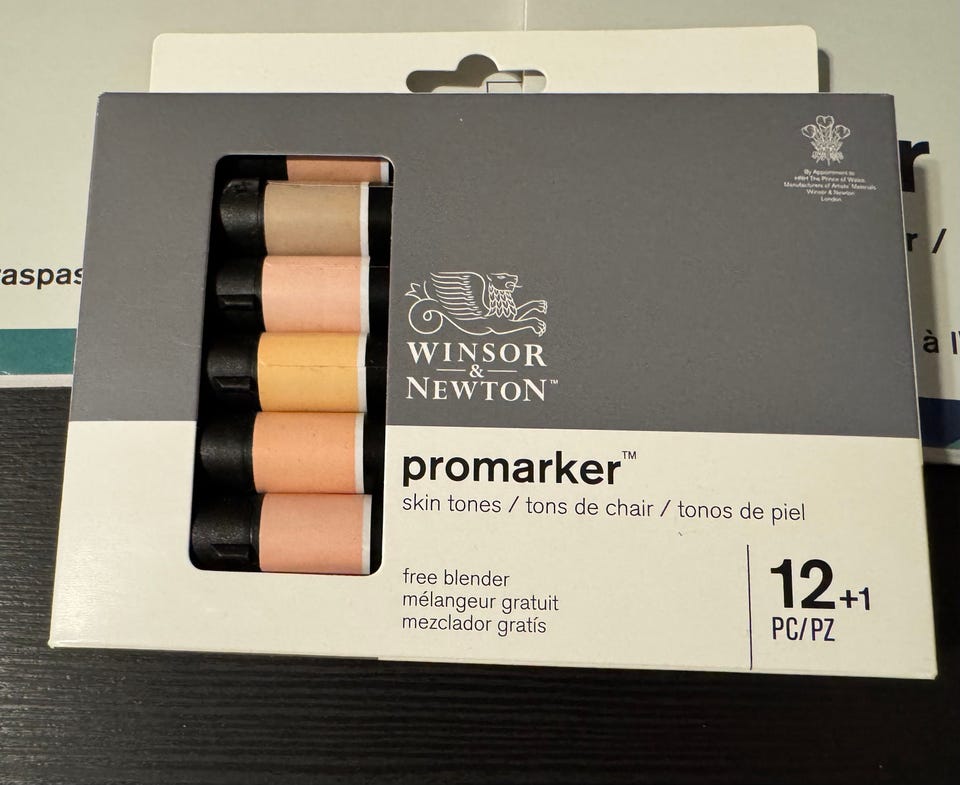 By Appointment to
HRH The Prince of Wales
Manufacturers of Artists' Materials
Winsor & Newton
London
r
r /
raspas
à l'
WINSOR
&
NEWTON™
promarker™
skin tones / tons de chair / tonos de piel
free blender
mélangeur gratuit
mezclador gratís
12+1
PC/PZ